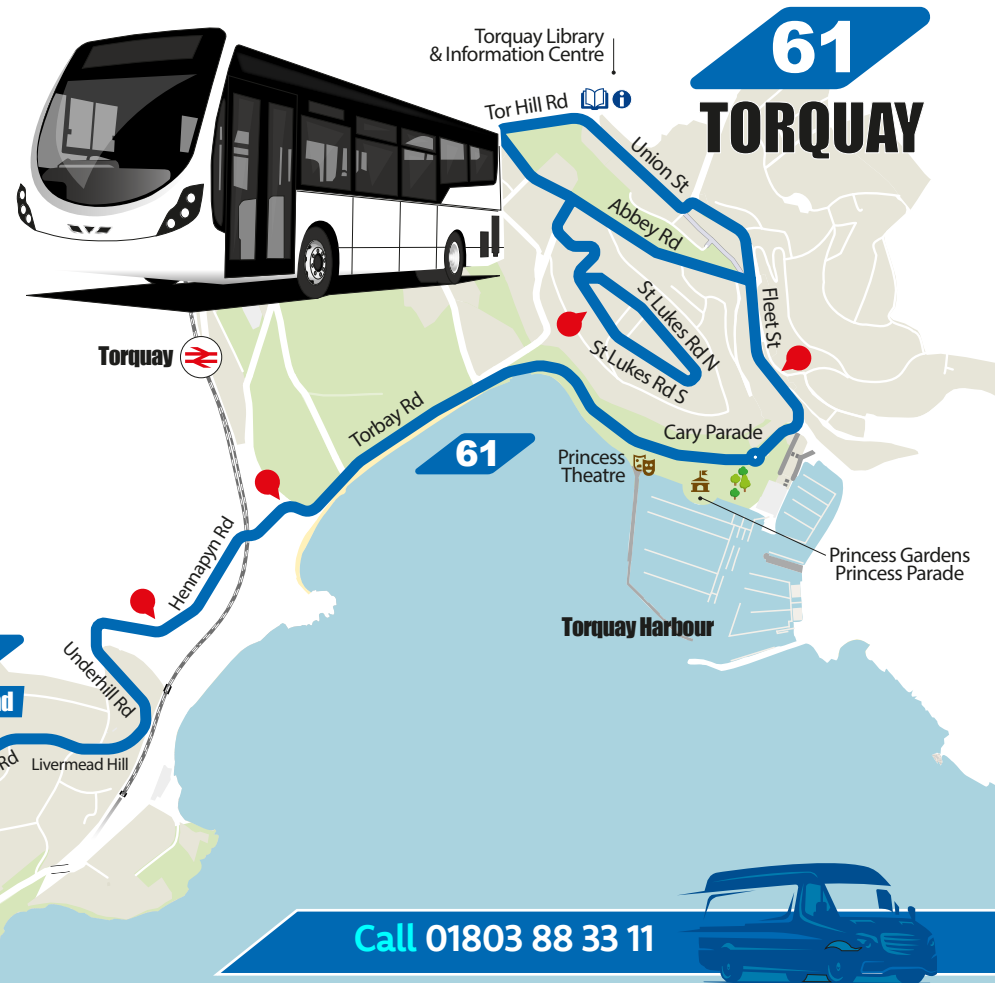 61
TORQUAY
Torquay Library
& Information Centre
Tor Hill Rd
Union St
Abbey Rd
Fleet St
St Lukes Rd N
St Lukes Rd S
Torquay
Torbay Rd
61
Cary Parade
Princess
Theatre
Princess Gardens
Princess Parade
Hennapyn Rd
Torquay Harbour
Underhill Rd
Rd
Livermead Hill
Call 01803 88 33 11